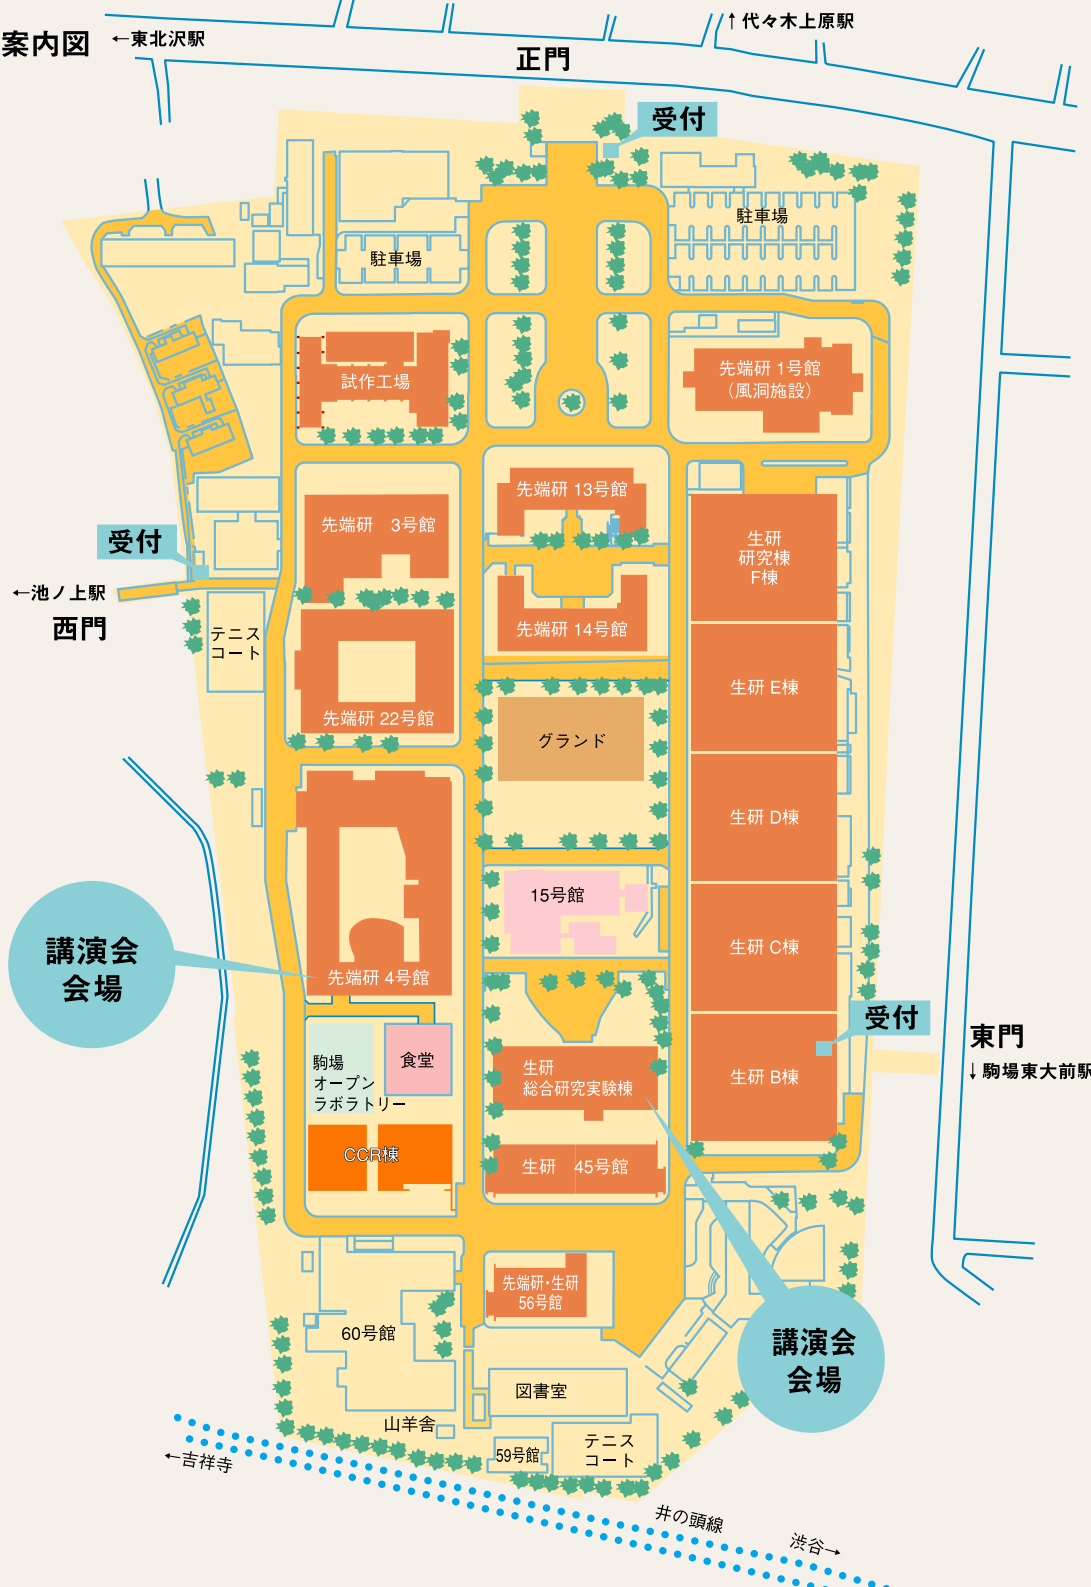 案内図
←東北沢駅
↑代々木上原駅
正門
受付
駐車場
駐車場
試作工場
先端研 1号館
（風洞施設）
先端研 13号館
先端研　3号館
生研
研究棟
F棟
受付
←池ノ上駅
西門
テニス
コート
先端研 14号館
生研 E棟
先端研 22号館
グランド
生研 D棟
15号館
講演会
会場
先端研 4号館
生研 C棟
受付
東門
↓駒場東大前駅
駒場
オープン
ラボラトリー
食堂
生研
総合研究実験棟
生研 B棟
CCR棟
生研　45号館
先端研・生研
56号館
60号館
講演会
会場
図書室
山羊舎
59号館
テニス
コート
←吉祥寺
井の頭線
渋谷→